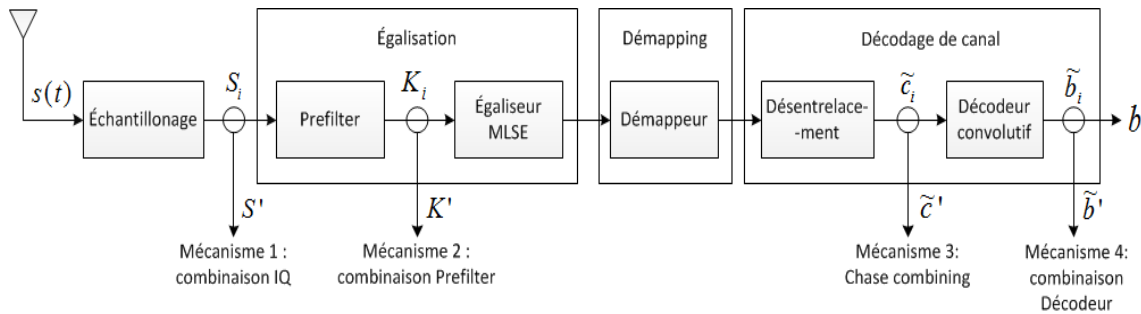 Égalisation
Démapping
Décodage de canal
s(t)
Échantillonage
S_i
Prefilter
K_i
Égaliseur
MLSE
Démappeur
Désentrelace-
-ment
c̃_i
Décodeur
convolutif
b̃_i
b
S'
K'
c̃'
b̃'
Mécanisme 1 :
combinaison IQ
Mécanisme 2 :
combinaison Prefilter
Mécanisme 3:
Chase combining
Mécanisme 4:
combinaison
Décodeur